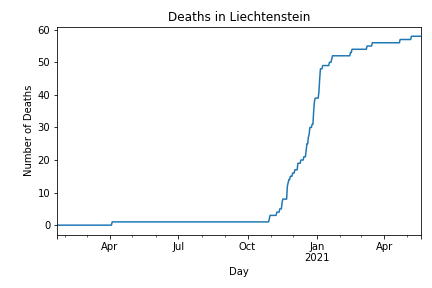 Deaths in Liechtenstein
60
50
40
30
20
10
0
Number of Deaths
Apr
Jul
Oct
Jan
2021
Apr
Day